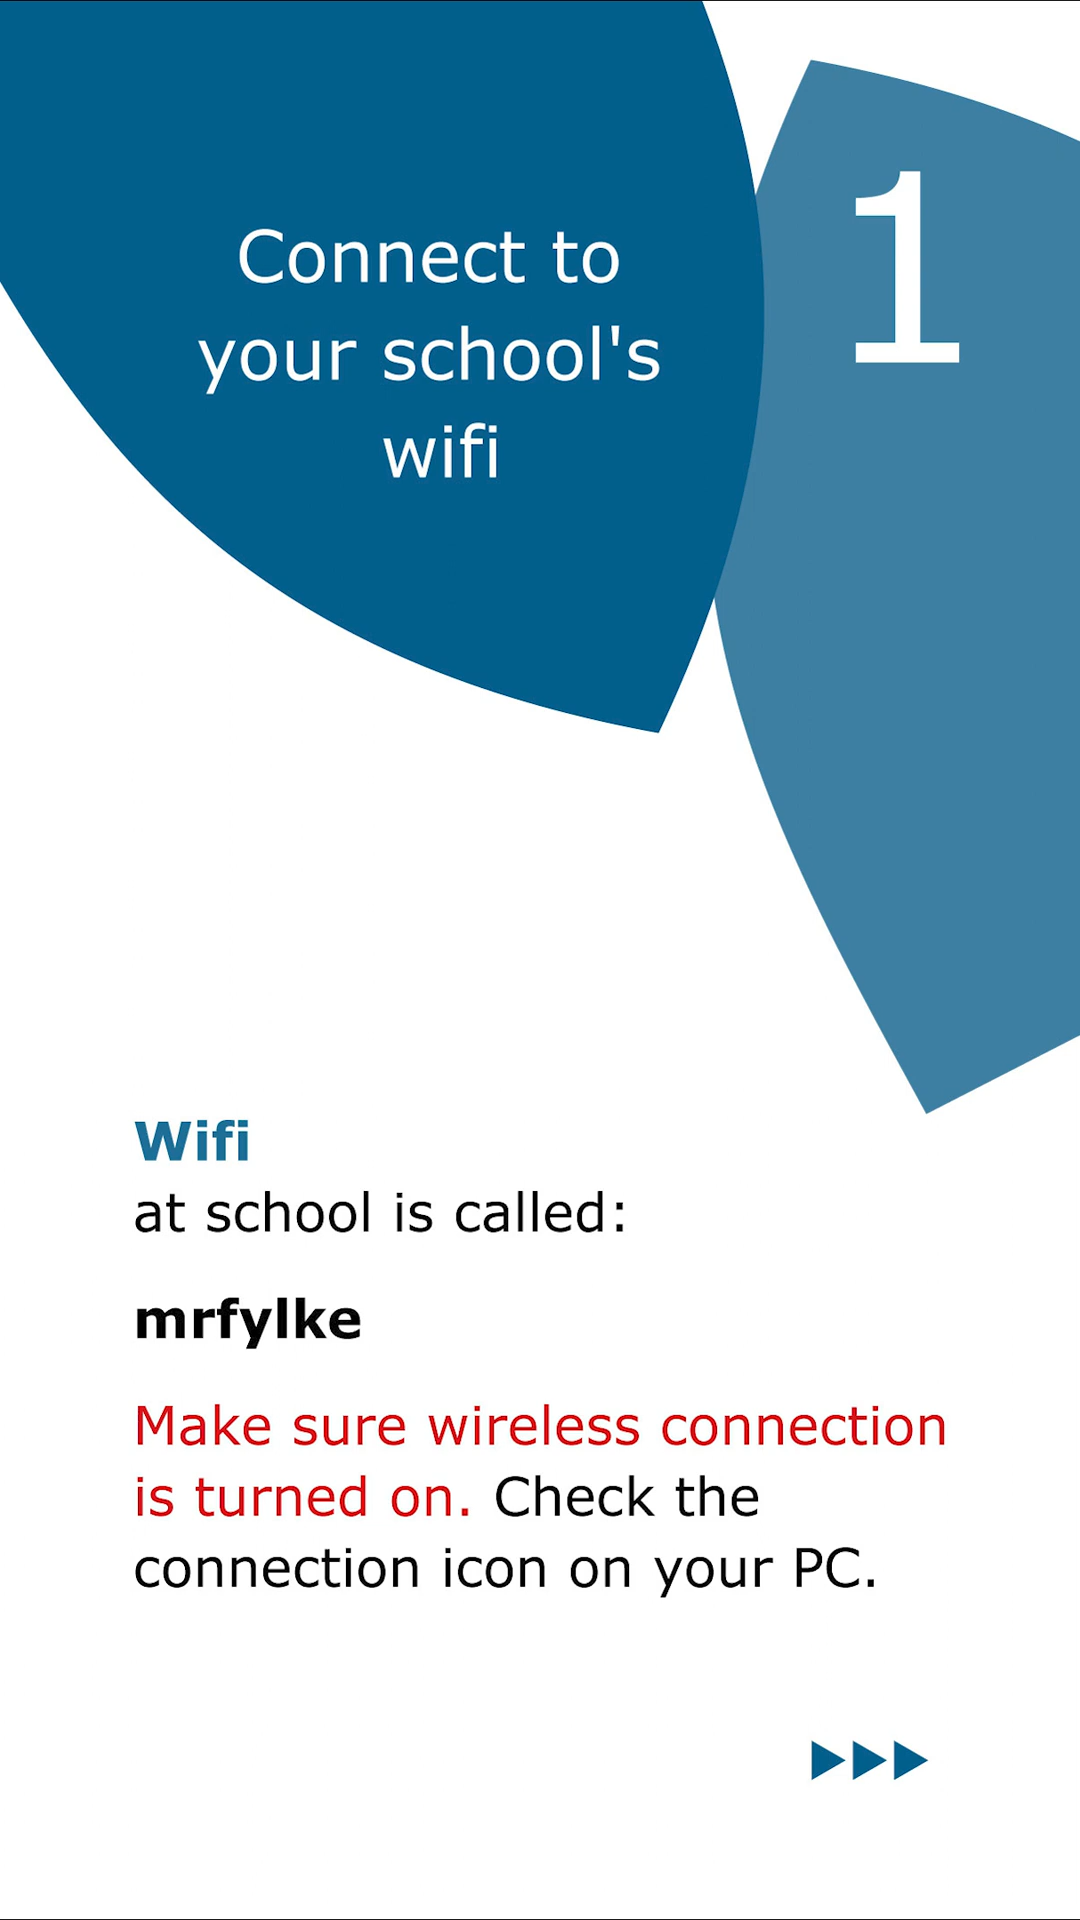 Connect to
your school's
wifi
1
Wifi
at school is called:
mrfylke
Make sure wireless connection
is turned on. Check the
connection icon on your PC.